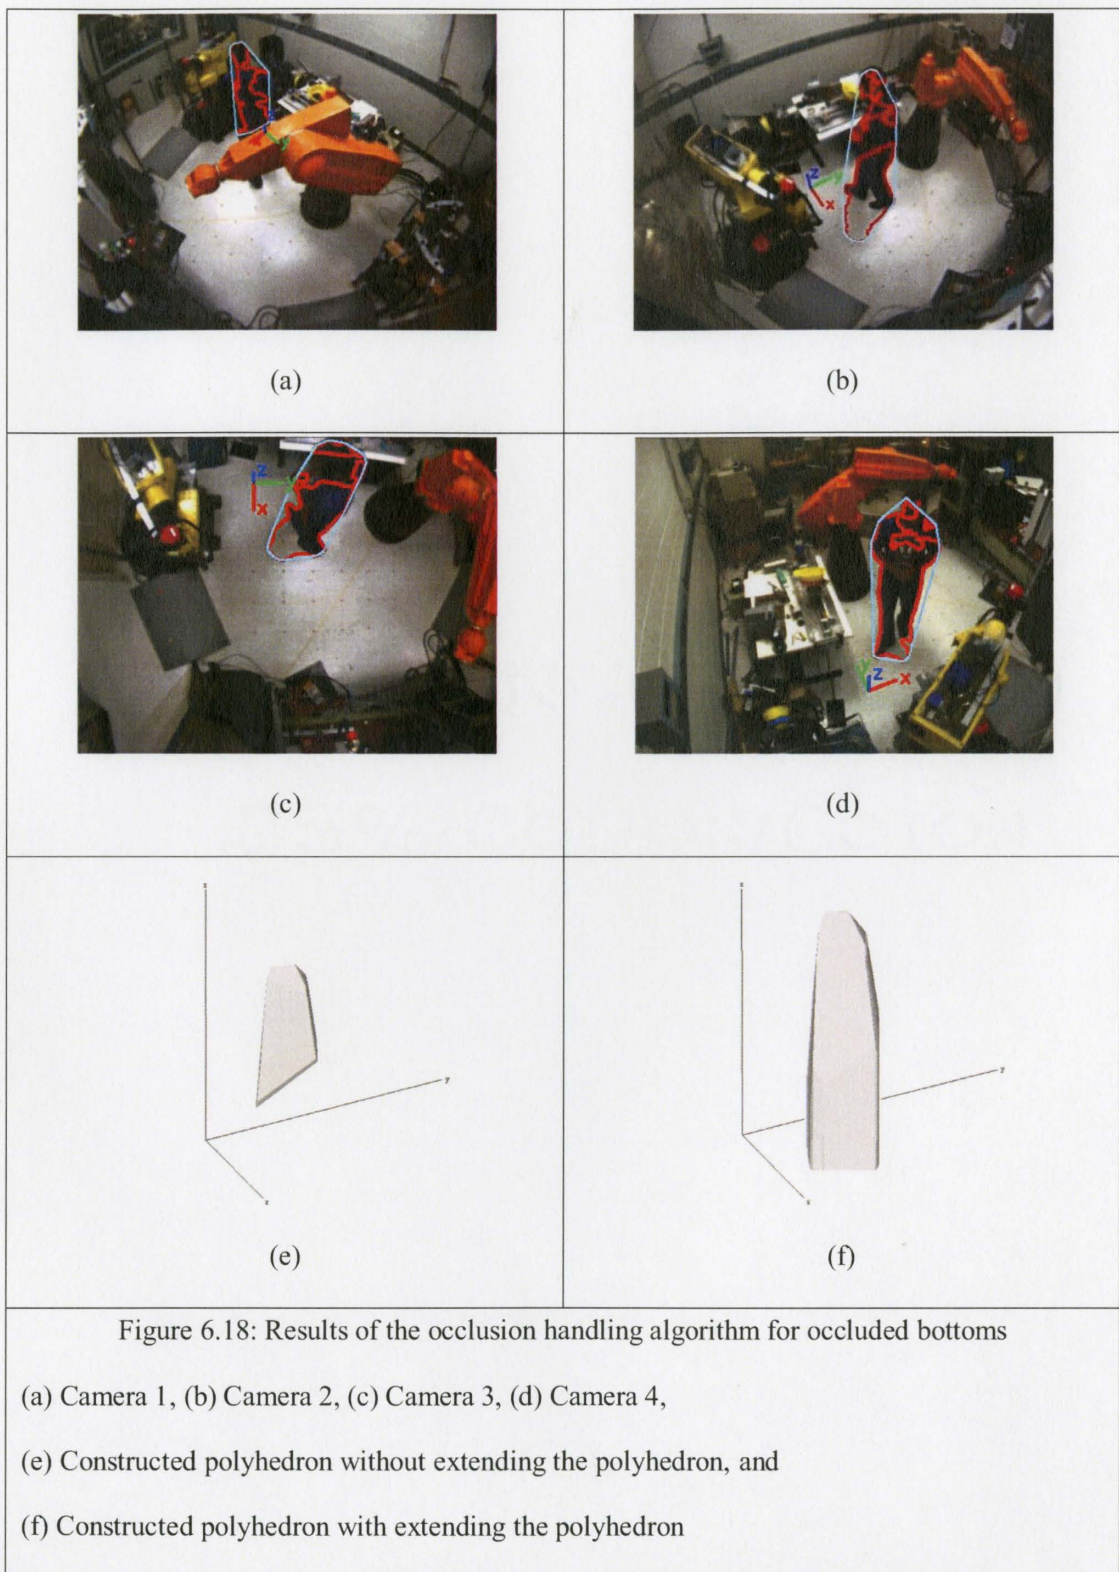 z
x
y
(a)
z
y
x
(b)
z
x
(c)
y
z
x
(d)
z
y
x
(e)
z
y
x
(f)
Figure 6.18: Results of the occlusion handling algorithm for occluded bottoms
(a) Camera 1, (b) Camera 2, (c) Camera 3, (d) Camera 4,
(e) Constructed polyhedron without extending the polyhedron, and
(f) Constructed polyhedron with extending the polyhedron